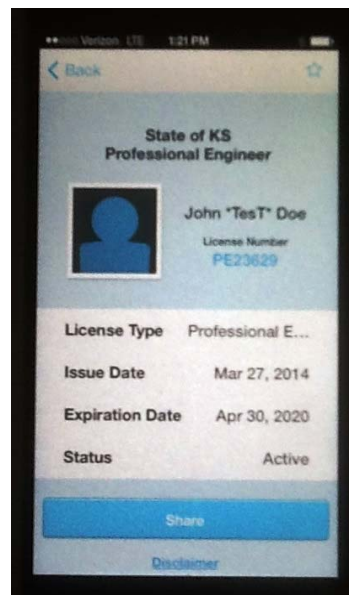 Verizon LTE 1:21 PM
Back
State of KS
Professional Engineer
John *TesT* Doe
License Number
PE23629
License Type Professional E...
Issue Date Mar 27, 2014
Expiration Date Apr 30, 2020
Status Active
Share
Disclaimer